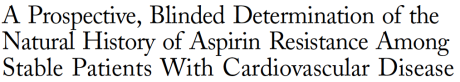 A Prospective, Blinded Determination of the
Natural History of Aspirin Resistance Among
Stable Patients With Cardiovascular Disease